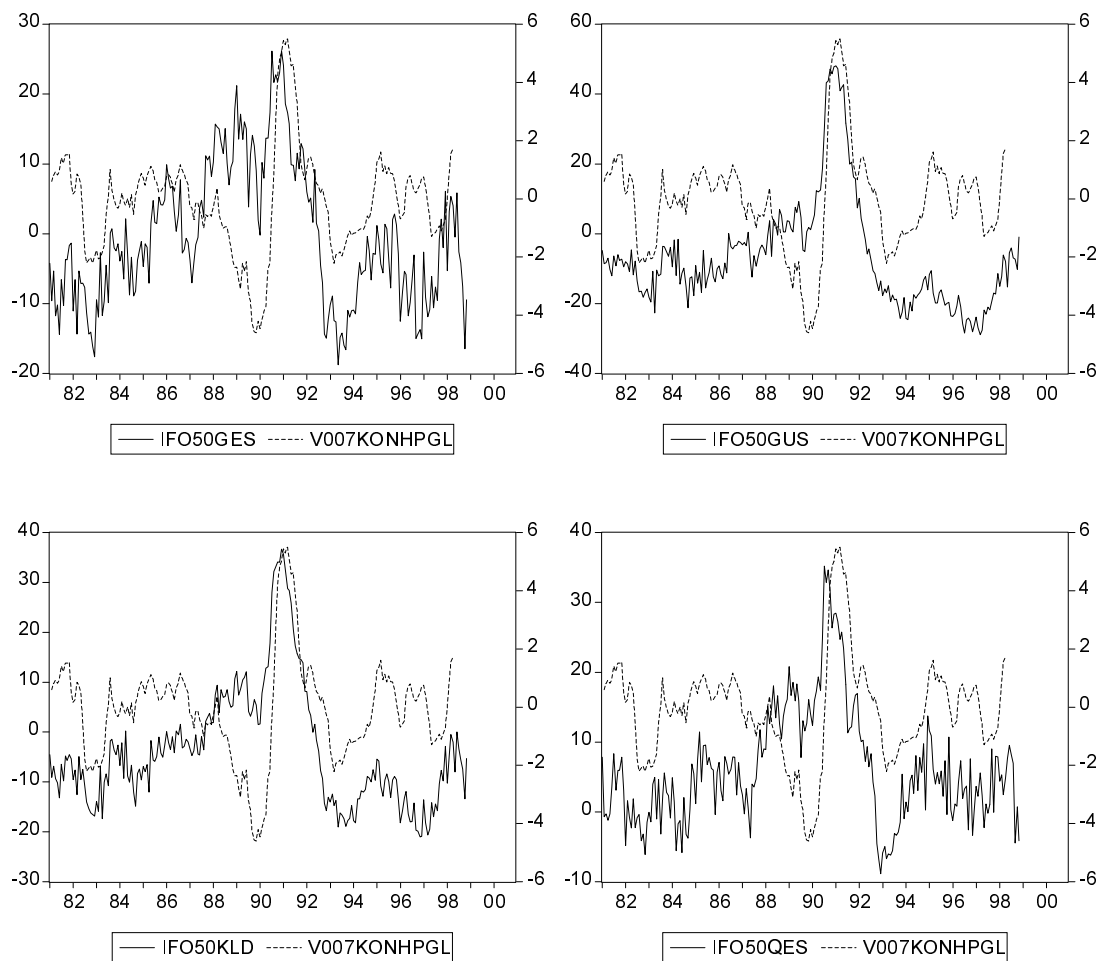 30 6 60 6
20 4 40 4
10 2 20 2
0 0 0 0
-10 -2 -20 -2
-20 -4 -40 -4
-6 -6
82 84 86 88 90 92 94 96 98 00
82 84 86 88 90 92 94 96 98 00
IFO50GES V007KONHPGL
IFO50GUS V007KONHPGL
40 6 40 6
30 4 30 4
20 2 20 2
10 0 10 0
0 -2 0 -2
-10 -4 -10 -4
-20 -6 -6
-30
82 84 86 88 90 92 94 96 98 00
82 84 86 88 90 92 94 96 98 00
IFO50KLD V007KONHPGL
IFO50QES V007KONHPGL